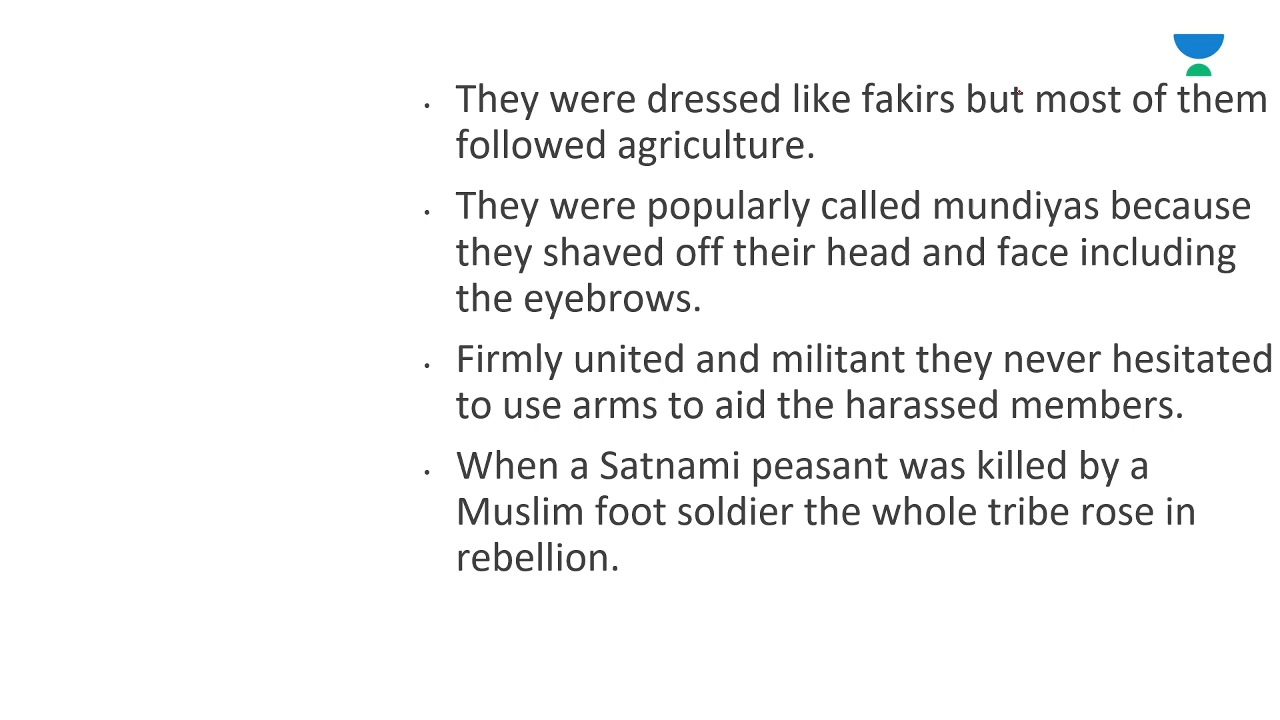 • They were dressed like fakirs but most of them
followed agriculture.
• They were popularly called mundiyas because
they shaved off their head and face including
the eyebrows.
• Firmly united and militant they never hesitated
to use arms to aid the harassed members.
• When a Satnami peasant was killed by a
Muslim foot soldier the whole tribe rose in
rebellion.